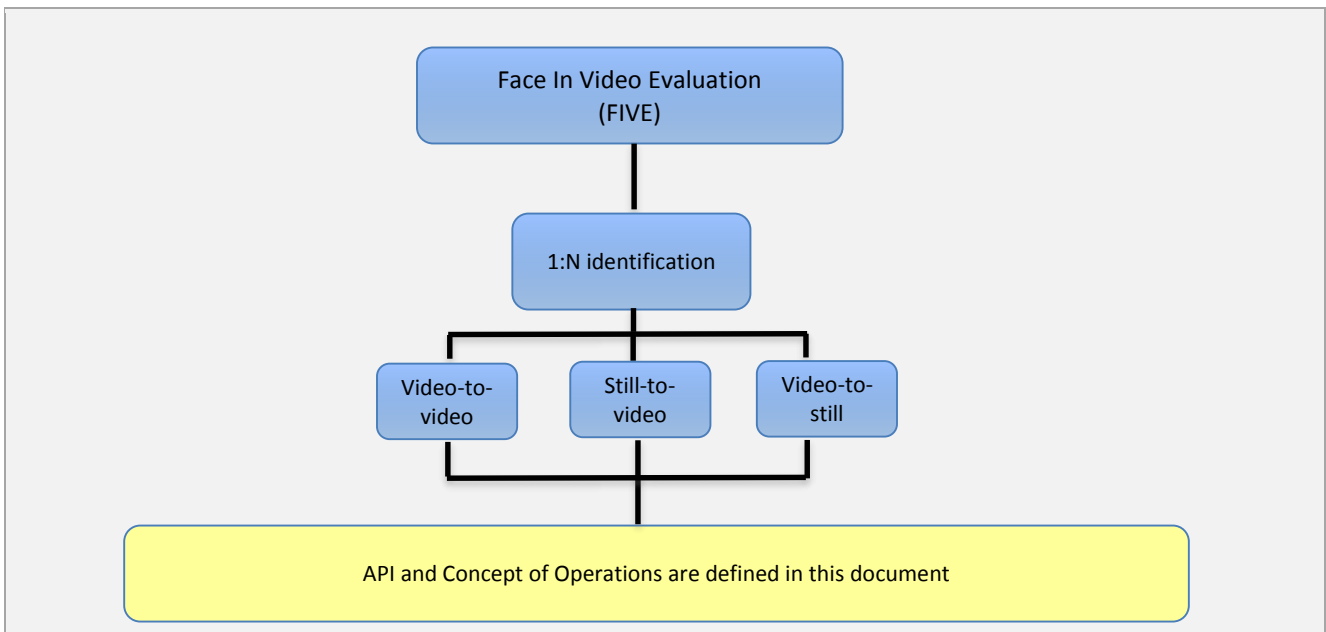 Face In Video Evaluation
(FIVE)
1:N identification
Video-to-
video
Still-to-
video
Video-to-
still
API and Concept of Operations are defined in this document